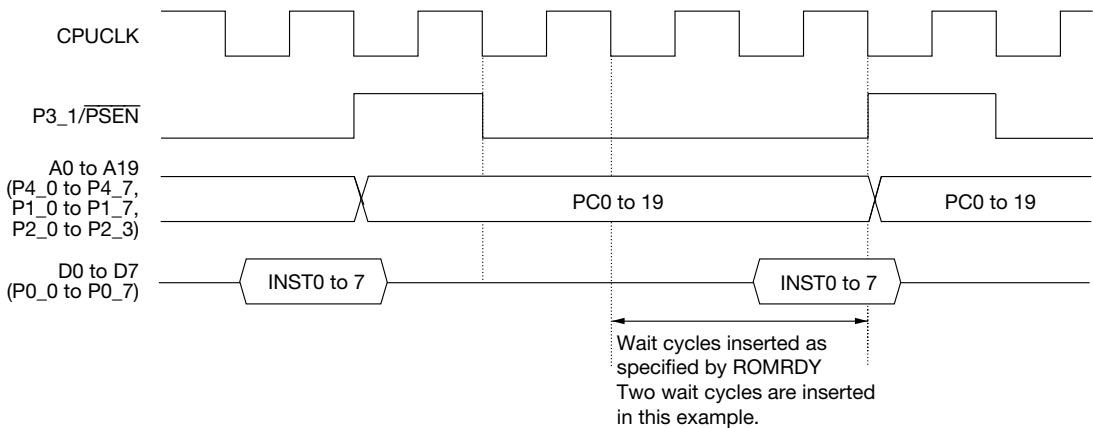 CPUCLK
P3_1/PSEN
A0 to A19
(P4_0 to P4_7,
P1_0 to P1_7,
P2_0 to P2_3)
PC0 to 19
PC0 to 19
D0 to D7
(P0_0 to P0_7)
INST0 to 7
INST0 to 7
Wait cycles inserted as
specified by ROMRDY
Two wait cycles are inserted
in this example.